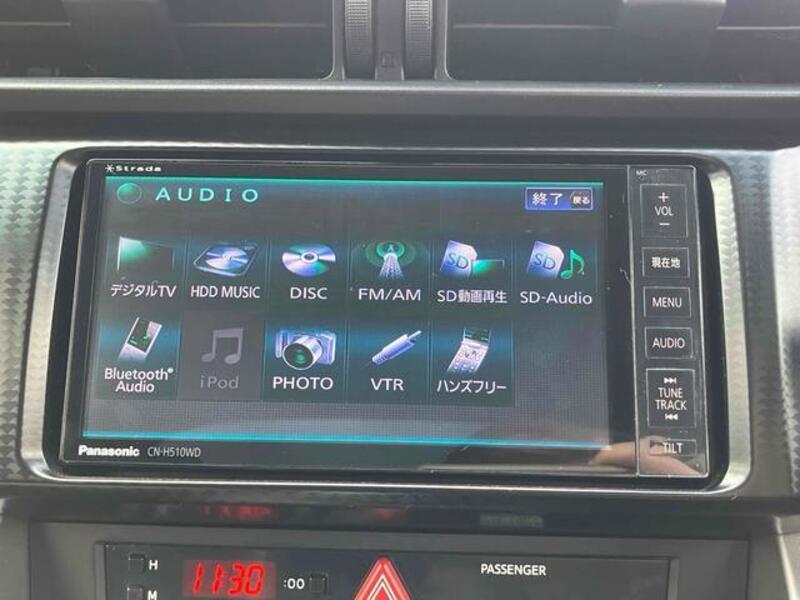 Strada
AUDIO
終了 戻る
デジタルTV HDD MUSIC DISC FM/AM SD動画再生 SD-Audio
Bluetooth® Audio iPod PHOTO VTR ハンズフリー
Panasonic CN-H510WD
MIC
+
VOL
−
現在地
MENU
AUDIO
TUNE
TRACK
TILT
H
M
11:30 :00
PASSENGER